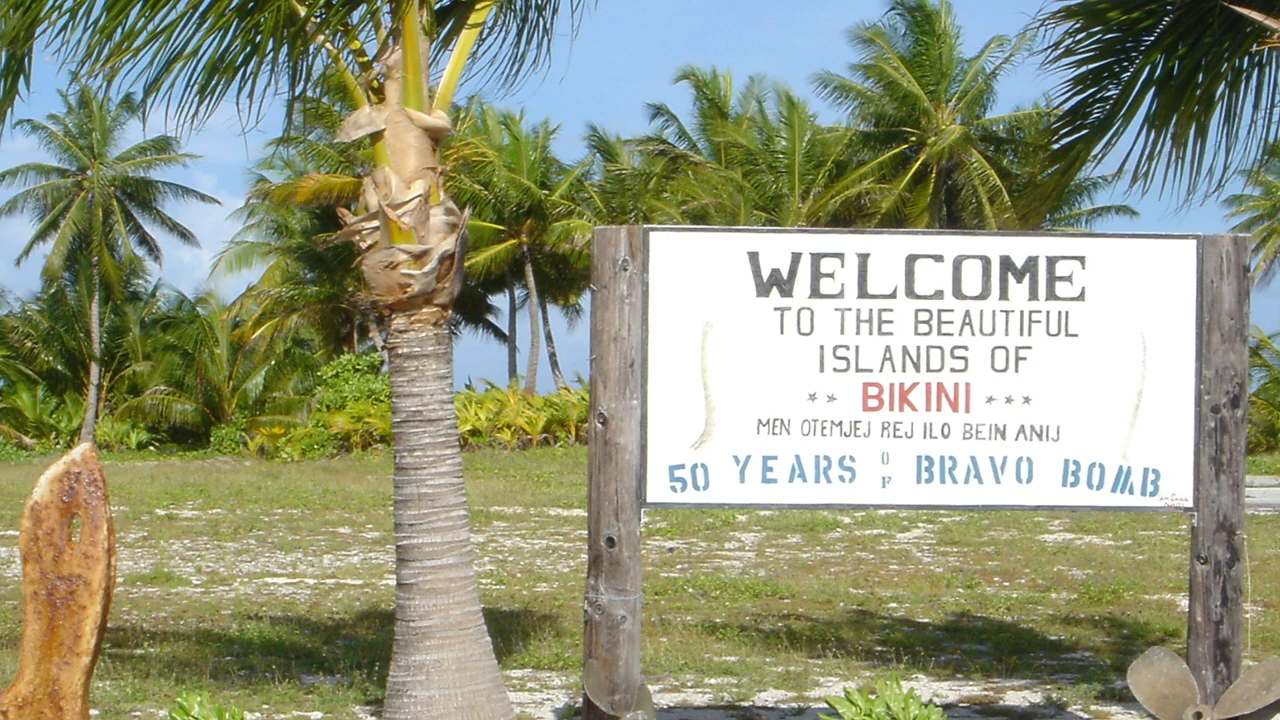 WELCOME
TO THE BEAUTIFUL
ISLANDS OF
BIKINI
MEN OTEMJEJ REJ ILO BEIN ANIJ
50 YEARS OF BRAVO BOMB